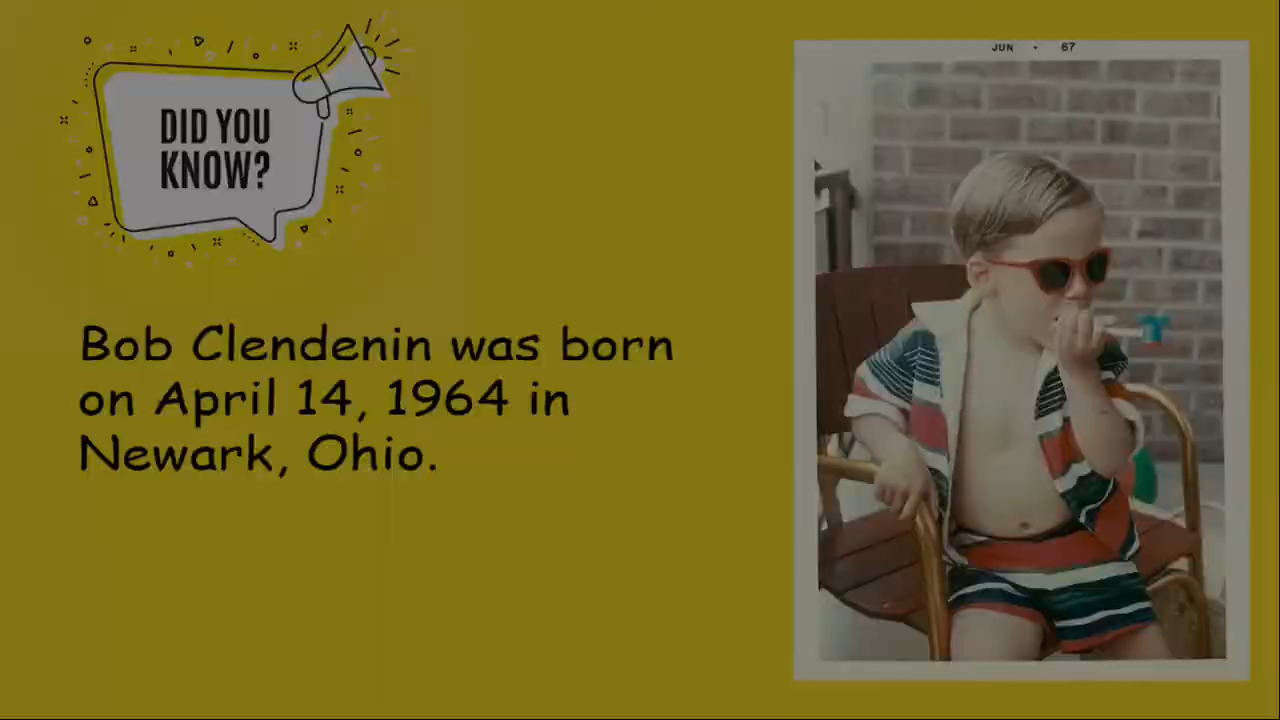 JUN • 67
DID YOU
KNOW?
Bob Clendenin was born
on April 14, 1964 in
Newark, Ohio.